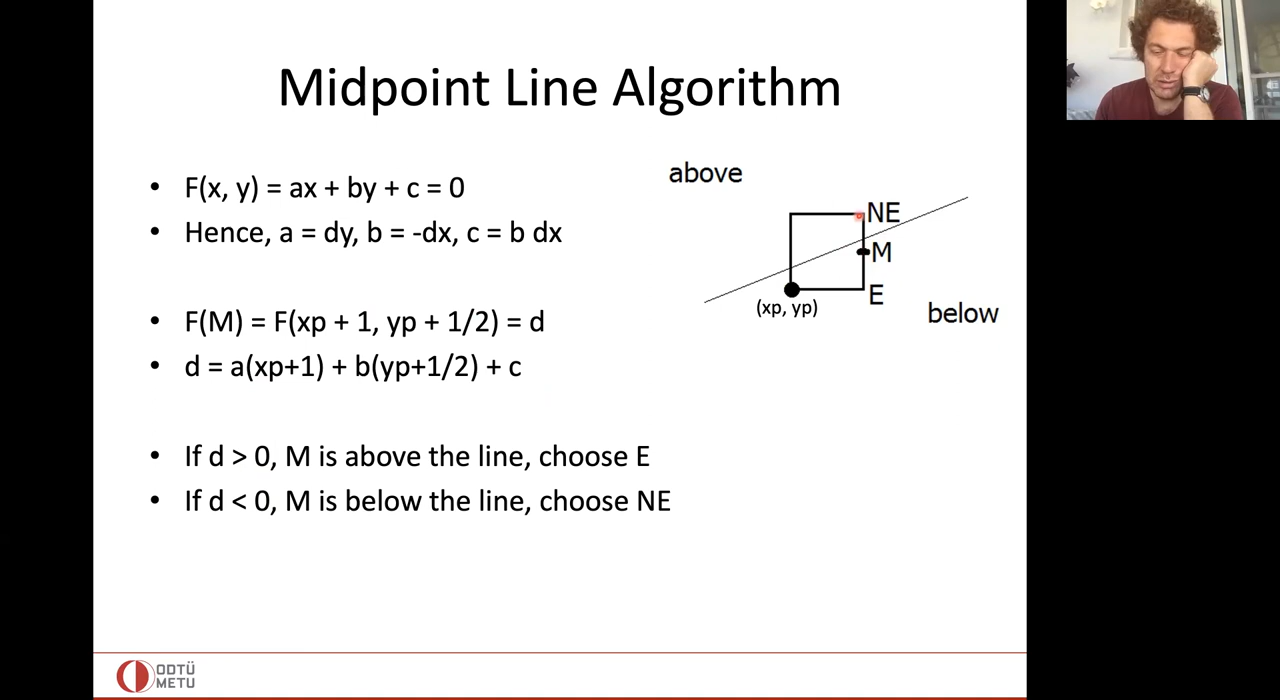 Midpoint Line Algorithm
• F(x, y) = ax + by + c = 0
• Hence, a = dy, b = -dx, c = b dx
• F(M) = F(xp + 1, yp + 1/2) = d
• d = a(xp+1) + b(yp+1/2) + c
• If d > 0, M is above the line, choose E
• If d < 0, M is below the line, choose NE
above
NE
M
E
(xp, yp)
below
ODTÜ
METU